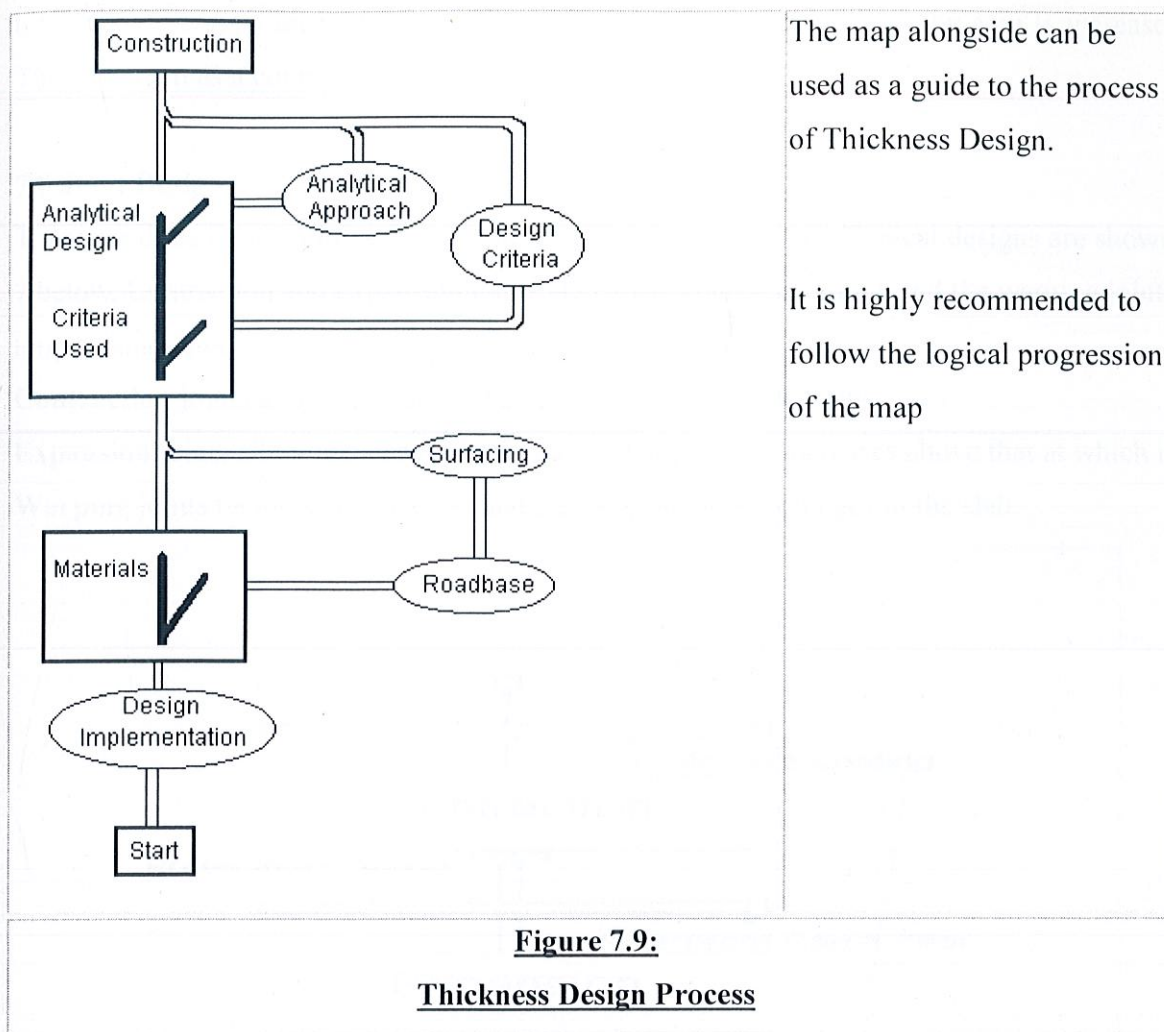 Construction
The map alongside can be
used as a guide to the process
of Thickness Design.
It is highly recommended to
follow the logical progression
of the map
Analytical
Approach
Analytical
Design
Design
Criteria
Criteria
Used
Surfacing
Materials
Roadbase
Design
Implementation
Start
Figure 7.9:
Thickness Design Process